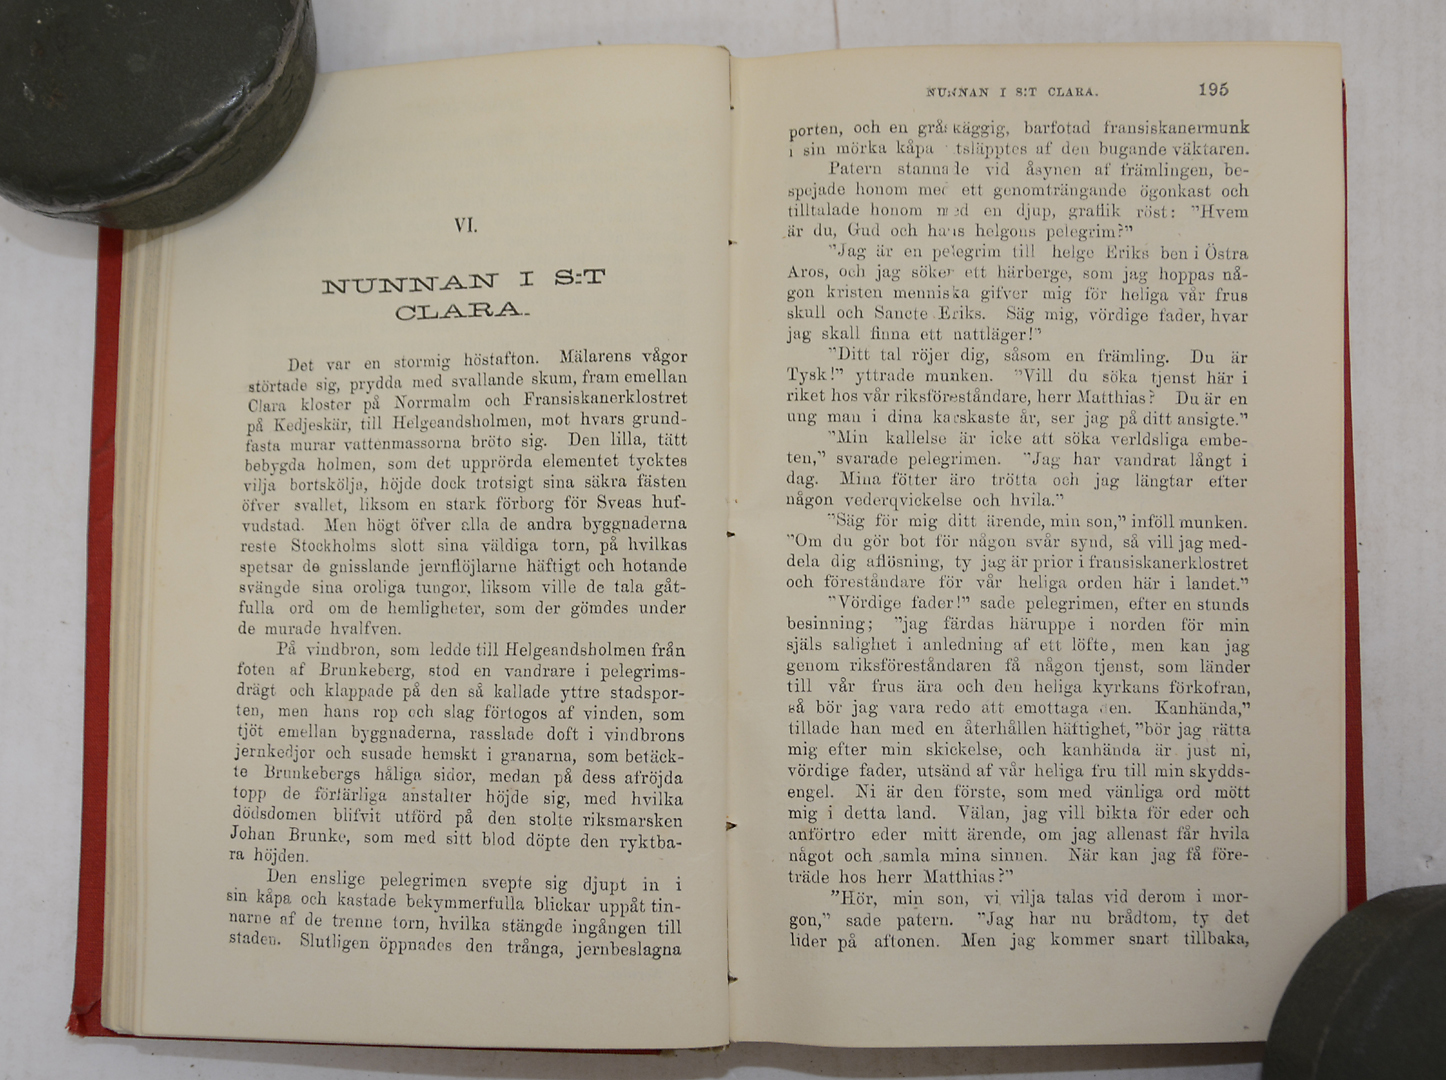 VI.
NUNNAN I S:T
CLARA.
Det var en stormig höstafton. Mälarens vågor
störtade sig, prydda med svallande skum, fram emellan
Clara kloster på Norrmalm och Fransiskanerklostret
på Kedjeskär, till Helgeandsholmen, mot hvars grund-
fasta murar vattenmassorna bröto sig. Den lilla, tätt
bebygda holmen, som det upprörda elementet tycktes
vilja bortskölja, höjde dock trotsigt sina säkra fästen
öfver svallet, liksom en stark förborg för Sveas huf-
vudstad. Men högt öfver alla de andra byggnaderna
reste Stockholms slott sina väldiga torn, på hvilkas
spetsar de gnisslande jernflöjlarne häftigt och hotande
svängde sina oroliga tungor, liksom ville de tala gåt-
fulla ord om de hemligheter, som der gömdes under
de murade hvalfven.
På vindbron, som ledde till Helgeandsholmen från
foten af Brunkeberg, stod en vandrare i pelegrims-
drägt och klappade på den så kallade yttre stadspor-
ten, men hans rop och slag förtogos af vinden, som
tjöt emellan byggnaderna, rasslade doft i vindbrons
jernkedjor och susade hemskt i granarna, som betäck-
te Brunkebergs håliga sidor, medan på dess afröjda
topp de förfärliga anstalter höjde sig, med hvilka
dödsdomen blifvit utförd på den stolte riksmarsken
Johan Brunke, som med sitt blod döpte den ryktba-
ra höjden.
Den enslige pelegrimen svepte sig djupt in i
sin kåpa och kastade bekymmerfulla blickar uppåt tin-
narne af de trenne torn, hvilka stängde ingången till
staden. Slutligen öppnades den trånga, jernbeslagna
NUNNAN I S:T CLARA. 195
porten, och en gråskäggig, barfotad fransiskanermunk
i sin mörka kåpa tsläpptes af den bugande väktaren.
Patern stannade vid åsynen af främlingen, be-
spejade honom med ett genomträngande ögonkast och
tilltalade honom med en djup, graflik röst: "Hvem
är du, Gud och hans helgons pelegrim?"
"Jag är en pelegrim till helge Eriks ben i Östra
Aros, och jag söker ett härberge, som jag hoppas nå-
gon kristen menniska gifver mig för heliga vår frus
skull och Sancte Eriks. Säg mig, vördige fader, hvar
jag skall finna ett nattläger!"
"Ditt tal röjer dig, såsom en främling. Du är
Tysk!" yttrade munken. "Vill du söka tjenst här i
riket hos vår riksföreståndare, herr Matthias? Du är en
ung man i dina karskaste år, ser jag på ditt ansigte."
"Min kallelse är icke att söka verldsliga embe-
ten," svarade pelegrimen. "Jag har vandrat långt i
dag. Mina fötter äro trötta och jag längtar efter
någon vederqvickelse och hvila."
"Säg för mig ditt ärende, min son," inföll munken.
"Om du gör bot för någon svår synd, så vill jag med-
dela dig aflösning, ty jag är prior i fransiskanerklostret
och föreståndare för vår heliga orden här i landet."
"Vördige fader!" sade pelegrimen, efter en stunds
besinning; "jag färdas häruppe i norden för min
själs salighet i anledning af ett löfte, men kan jag
genom riksföreståndaren få någon tjenst, som länder
till vår frus ära och den heliga kyrkans förkofran,
så bör jag vara redo att emottaga den. Kanhända,"
tillade han med en återhållen häftighet, "bör jag rätta
mig efter min skickelse, och kanhända är just ni,
vördige fader, utsänd af vår heliga fru till min skydds-
engel. Ni är den förste, som med vänliga ord mött
mig i detta land. Välan, jag vill bikta för eder och
anförtro eder mitt ärende, om jag allenast får hvila
något och samla mina sinnen. När kan jag få före-
träde hos herr Matthias?"
"Hör, min son, vi vilja talas vid derom i mor-
gon," sade patern. "Jag har nu brådtom, ty det
lider på aftonen. Men jag kommer snart tillbaka,